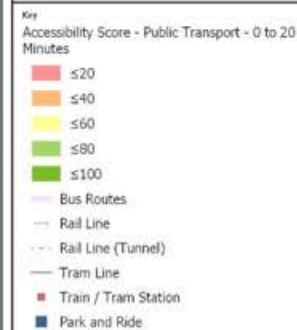 Key
Accessibility Score - Public Transport - 0 to 20
Minutes
≤20
≤40
≤60
≤80
≤100
Bus Routes
Rail Line
Rail Line (Tunnel)
Tram Line
Train / Tram Station
Park and Ride